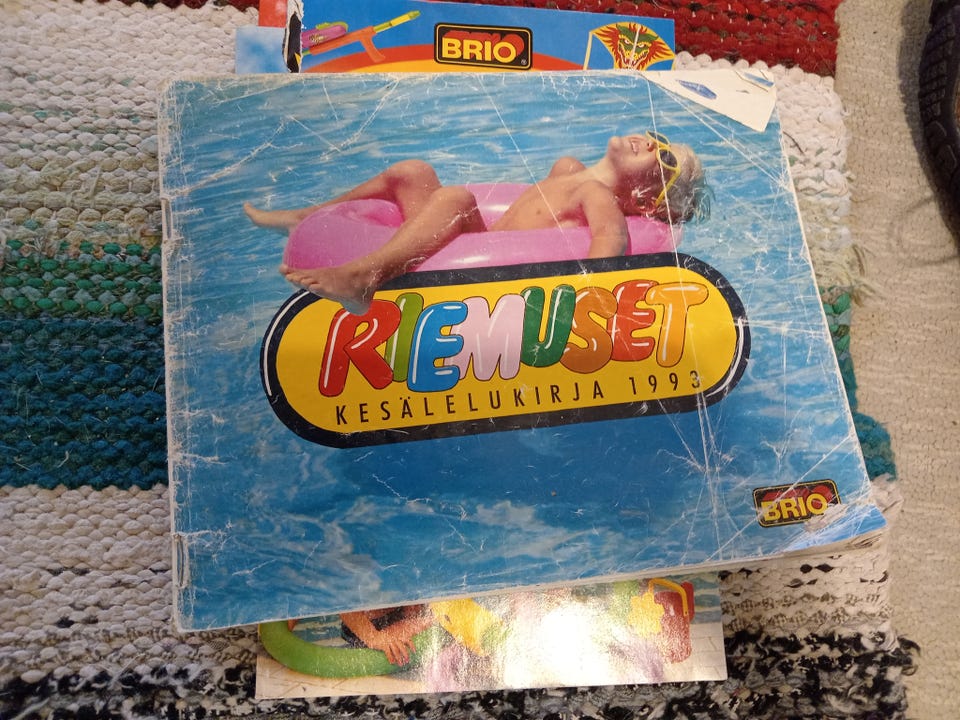 BRIO
RIEMUSET
KESÄLELUKIRJA 1993
BRIO